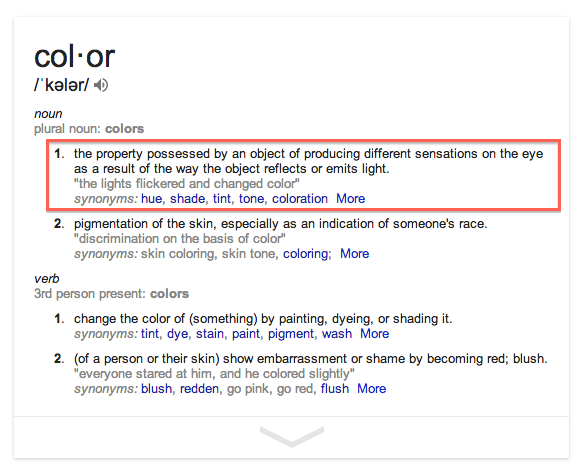 col·or
/ˈkələr/
noun
plural noun: colors
1. the property possessed by an object of producing different sensations on the eye
as a result of the way the object reflects or emits light.
"the lights flickered and changed color"
synonyms: hue, shade, tint, tone, coloration More
2. pigmentation of the skin, especially as an indication of someone's race.
"discrimination on the basis of color"
synonyms: skin coloring, skin tone, coloring; More
verb
3rd person present: colors
1. change the color of (something) by painting, dyeing, or shading it.
synonyms: tint, dye, stain, paint, pigment, wash More
2. (of a person or their skin) show embarrassment or shame by becoming red; blush.
"everyone stared at him, and he colored slightly"
synonyms: blush, redden, go pink, go red, flush More